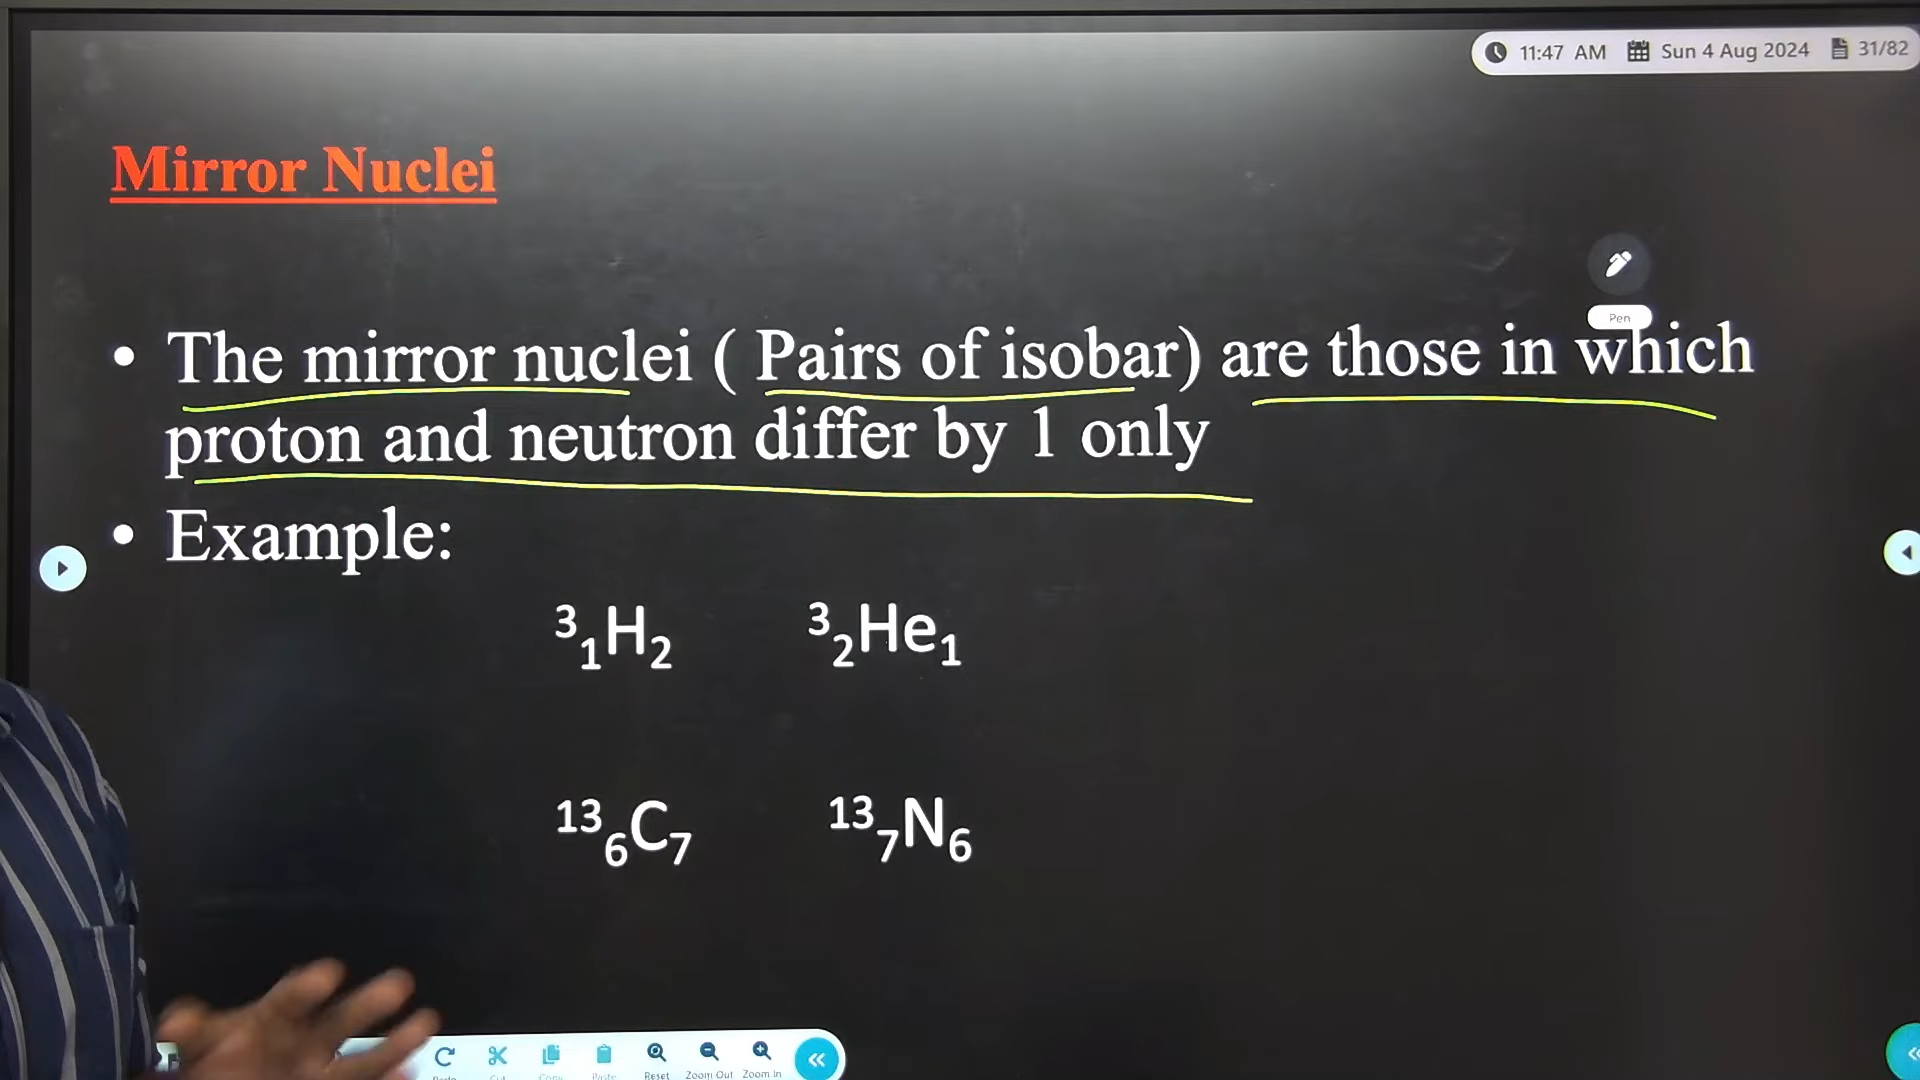 11:47 AM Sun 4 Aug 2024 31/82
Mirror Nuclei
Pen
• The mirror nuclei ( Pairs of isobar) are those in which
proton and neutron differ by 1 only
• Example:
³₁H₂ ³₂He₁
¹³₆C₇ ¹³₇N₆
Reset Zoom Out Zoom In